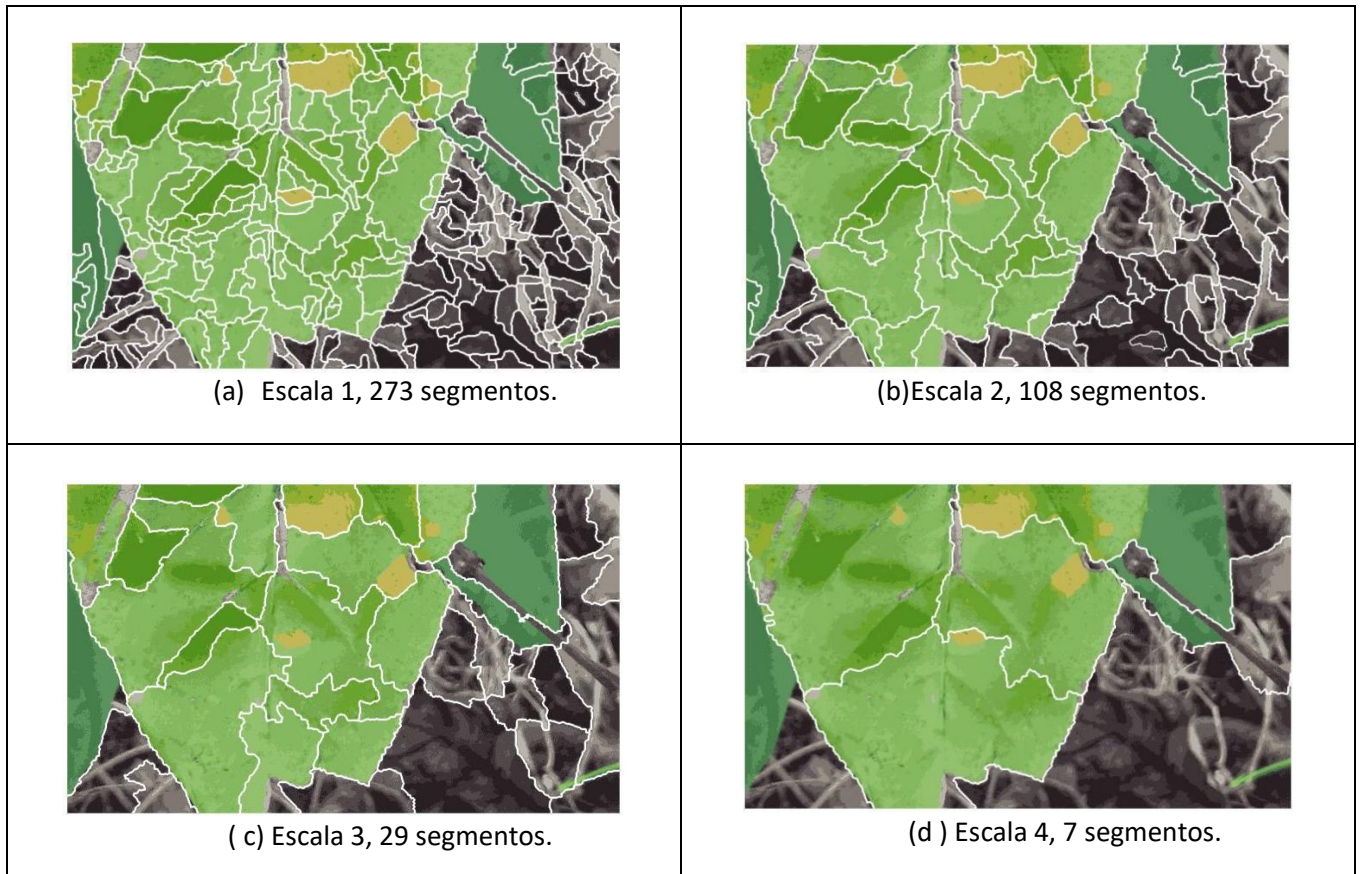 (a) Escala 1, 273 segmentos.
(b)Escala 2, 108 segmentos.
( c) Escala 3, 29 segmentos.
(d ) Escala 4, 7 segmentos.